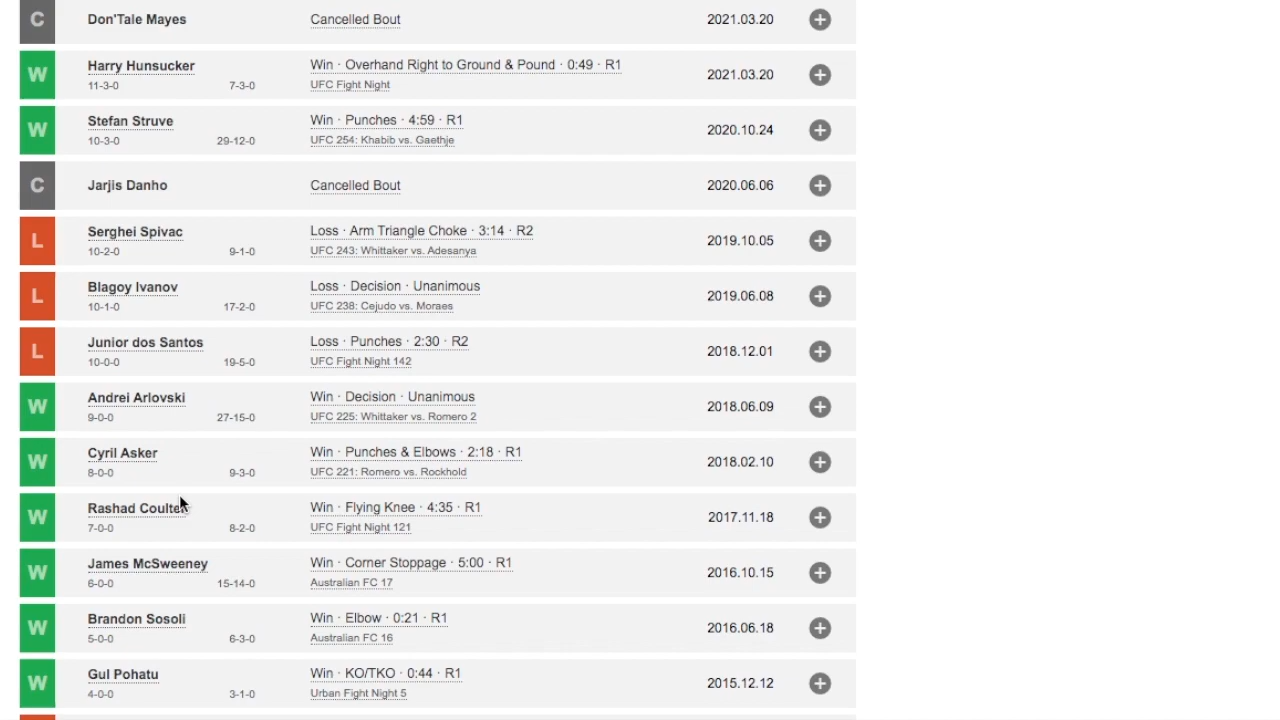 C Don'Tale Mayes Cancelled Bout 2021.03.20
W Harry Hunsucker Win · Overhand Right to Ground & Pound · 0:49 · R1 2021.03.20
11-3-0 7-3-0 UFC Fight Night
W Stefan Struve Win · Punches · 4:59 · R1 2020.10.24
10-3-0 29-12-0 UFC 254: Khabib vs. Gaethje
C Jarjis Danho Cancelled Bout 2020.06.06
L Serghei Spivac Loss · Arm Triangle Choke · 3:14 · R2 2019.10.05
10-2-0 9-1-0 UFC 243: Whittaker vs. Adesanya
L Blagoy Ivanov Loss · Decision · Unanimous 2019.06.08
10-1-0 17-2-0 UFC 238: Cejudo vs. Moraes
L Junior dos Santos Loss · Punches · 2:30 · R2 2018.12.01
10-0-0 19-5-0 UFC Fight Night 142
W Andrei Arlovski Win · Decision · Unanimous 2018.06.09
9-0-0 27-15-0 UFC 225: Whittaker vs. Romero 2
W Cyril Asker Win · Punches & Elbows · 2:18 · R1 2018.02.10
8-0-0 9-3-0 UFC 221: Romero vs. Rockhold
W Rashad Coulter Win · Flying Knee · 4:35 · R1 2017.11.18
7-0-0 8-2-0 UFC Fight Night 121
W James McSweeney Win · Corner Stoppage · 5:00 · R1 2016.10.15
6-0-0 15-14-0 Australian FC 17
W Brandon Sosoli Win · Elbow · 0:21 · R1 2016.06.18
5-0-0 6-3-0 Australian FC 16
W Gul Pohatu Win · KO/TKO · 0:44 · R1 2015.12.12
4-0-0 3-1-0 Urban Fight Night 5